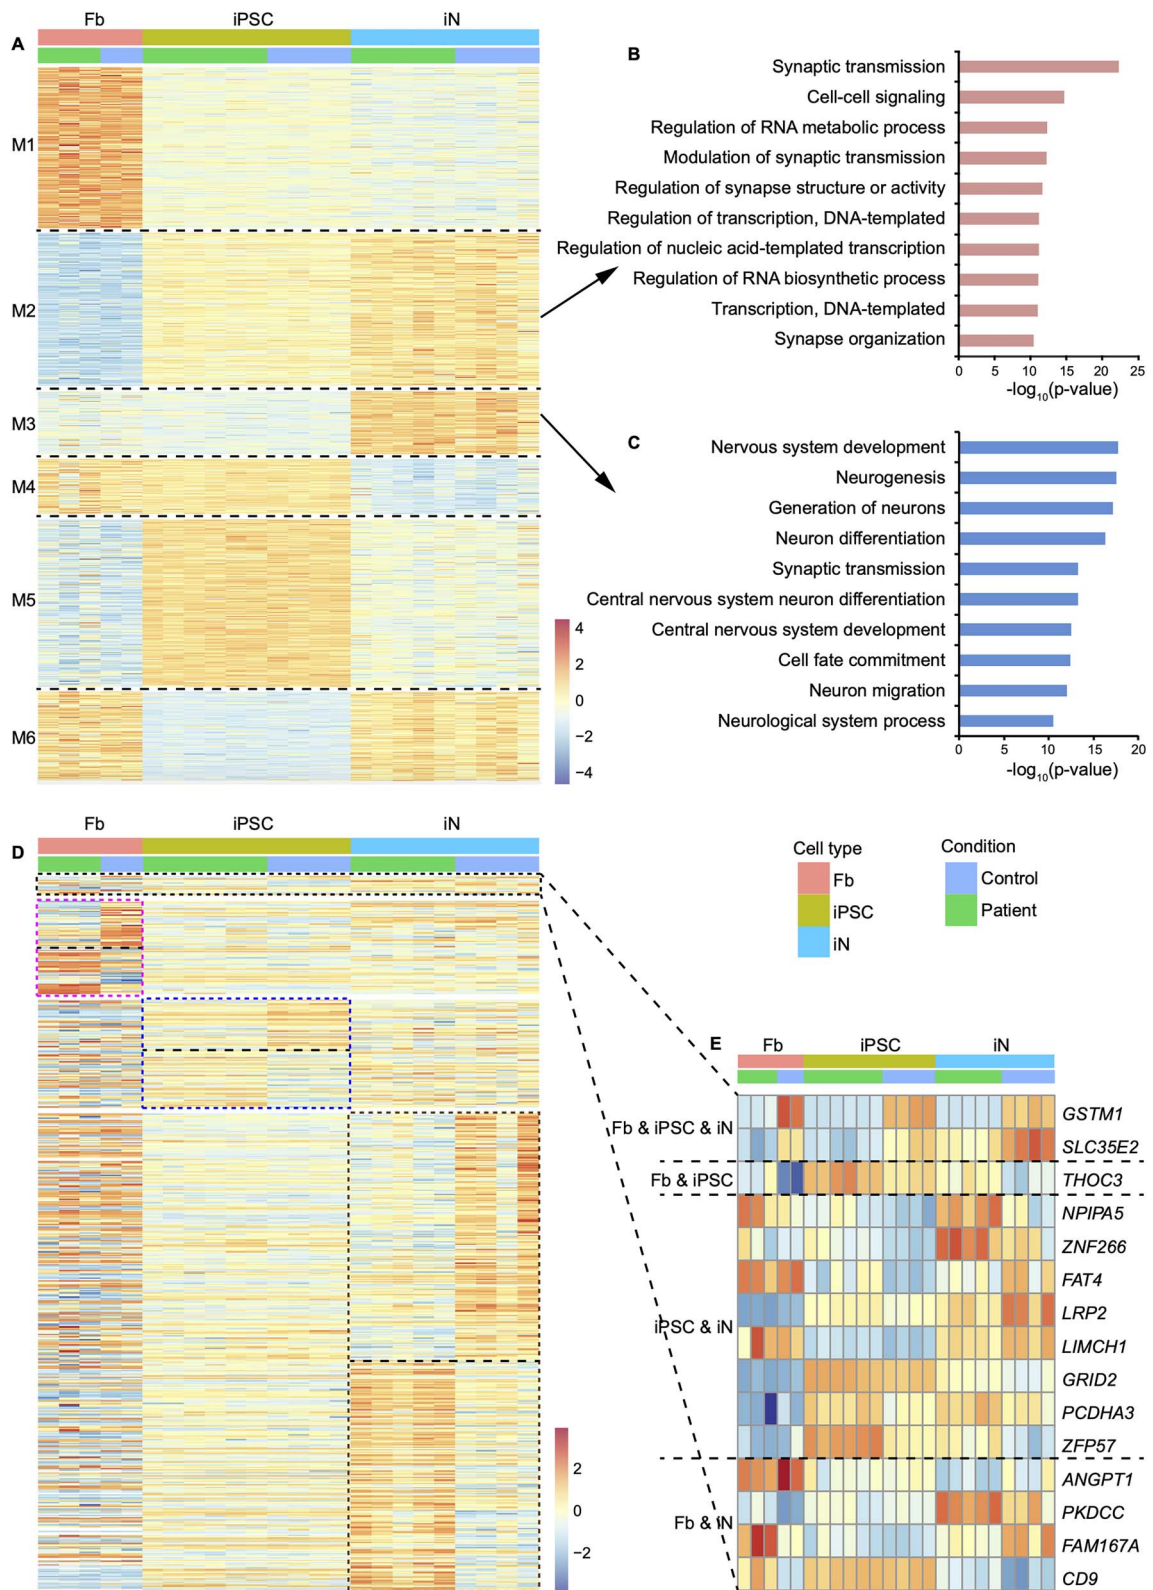 A
Fb iPSC iN
M1
M2
M3
M4
M5
M6
4
2
0
−2
−4
B
Synaptic transmission
Cell-cell signaling
Regulation of RNA metabolic process
Modulation of synaptic transmission
Regulation of synapse structure or activity
Regulation of transcription, DNA-templated
Regulation of nucleic acid-templated transcription
Regulation of RNA biosynthetic process
Transcription, DNA-templated
Synapse organization
0 5 10 15 20 25
-log10(p-value)
C
Nervous system development
Neurogenesis
Generation of neurons
Neuron differentiation
Synaptic transmission
Central nervous system neuron differentiation
Central nervous system development
Cell fate commitment
Neuron migration
Neurological system process
0 5 10 15 20
-log10(p-value)
D
Fb iPSC iN
2
0
−2
Cell type
Fb
iPSC
iN
Condition
Control
Patient
E
Fb iPSC iN
Fb & iPSC & iN
Fb & iPSC
iPSC & iN
Fb & iN
GSTM1
SLC35E2
THOC3
NPIPA5
ZNF266
FAT4
LRP2
LIMCH1
GRID2
PCDHA3
ZFP57
ANGPT1
PKDCC
FAM167A
CD9